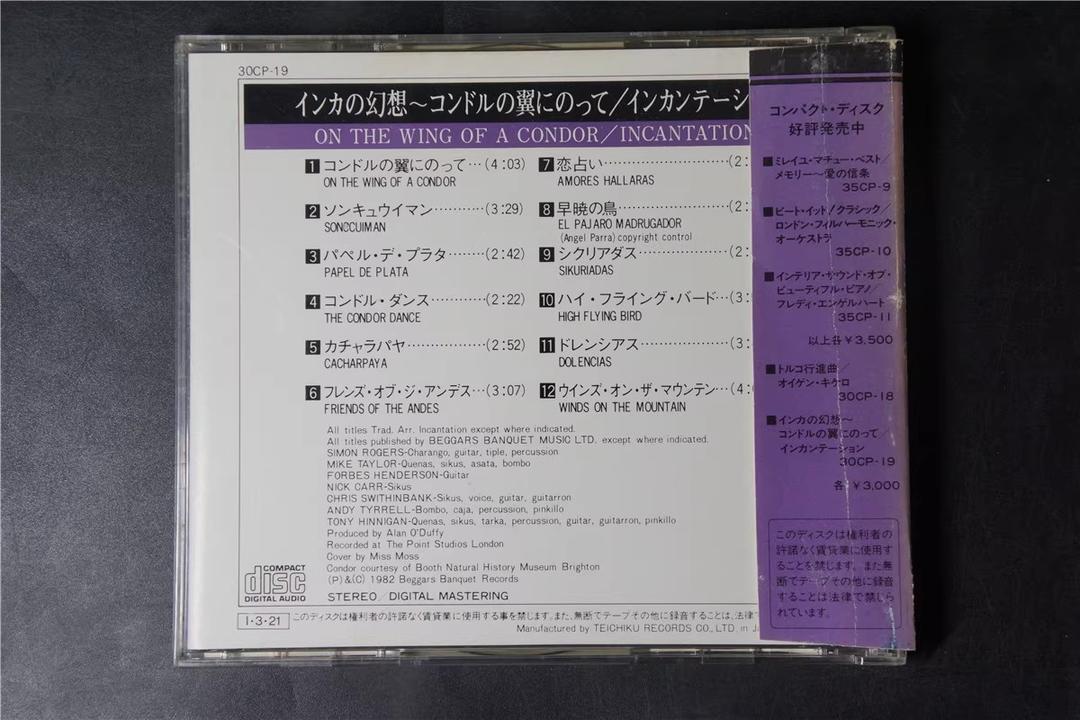 30CP-19
インカの幻想～コンドルの翼にのって/インカンテーシ
ON THE WING OF A CONDOR/INCANTATION
1 コンドルの翼にのって…(4:03)
ON THE WING OF A CONDOR
2 ソンキュウイマン………(3:29)
SONCCUIMAN
3 パペル・デ・プラタ……(2:42)
PAPEL DE PLATA
4 コンドル・ダンス………(2:22)
THE CONDOR DANCE
5 カチャラパヤ…………(2:52)
CACHARPAYA
6 フレンズ・オブ・ジ・アンデス…(3:07)
FRIENDS OF THE ANDES
7 恋占い……………………(2:
AMORES HALLARAS
8 早暁の鳥…………………(2:
EL PAJARO MADRUGADOR
(Angel Parra) copyright control
9 シクリアダス……………(2:
SIKURIADAS
10 ハイ・フライング・バード…(3:
HIGH FLYING BIRD
11 ドレンシアス……………(3:
DOLENCIAS
12 ウインズ・オン・ザ・マウンテン…(4:
WINDS ON THE MOUNTAIN
All titles Trad. Arr. Incantation except where indicated.
All titles published by BEGGARS BANQUET MUSIC LTD. except where indicated.
SIMON ROGERS-Charango, guitar, tiple, percussion
MIKE TAYLOR-Quenas, sikus, asata, bombo
FORBES HENDERSON-Guitar
NICK CARR-Sikus
CHRIS SWITHINBANK-Sikus, voice, guitar, guitarron
ANDY TYRRELL-Bombo, caja, percussion, pinkillo
TONY HINNIGAN-Quenas, sikus, tarka, percussion, guitar, guitarron, pinkillo
Produced by Alan O'Duffy
Recorded at The Point Studios London
Cover by Miss Moss
Condor courtesy of Booth Natural History Museum Brighton
(P)&(C) 1982 Beggars Banquet Records
STEREO/DIGITAL MASTERING
COMPACT
disc
DIGITAL AUDIO
1・3・21
このディスクは権利者の許諾なく賃貸業に使用する事を禁じます。また、無断でテープその他に録音することは、法律で
Manufactured by TEICHIKU RECORDS CO., LTD. in Ja
コンパクト・ディスク
好評発売中
■ミレイユ・マチュー・ベスト/
メモリー～愛の信条
35CP-9
■ビート・イット/クラシック/
ロンドン・フィルハーモニック・
オーケストラ
35CP-10
■インテリア・サウンド・オブ・
ビューティフル・ピアノ/
フレディ・エンゲルハート
35CP-11
以上各¥3,500
■トルコ行進曲/
オイゲン・キケロ
30CP-18
■インカの幻想～
コンドルの翼にのって/
インカンテーション
30CP-19
各¥3,000
このディスクは権利者の
許諾なく賃貸業に使用す
ることを禁じます。また無
断でテープその他に録音
することは法律で禁じら
れています。